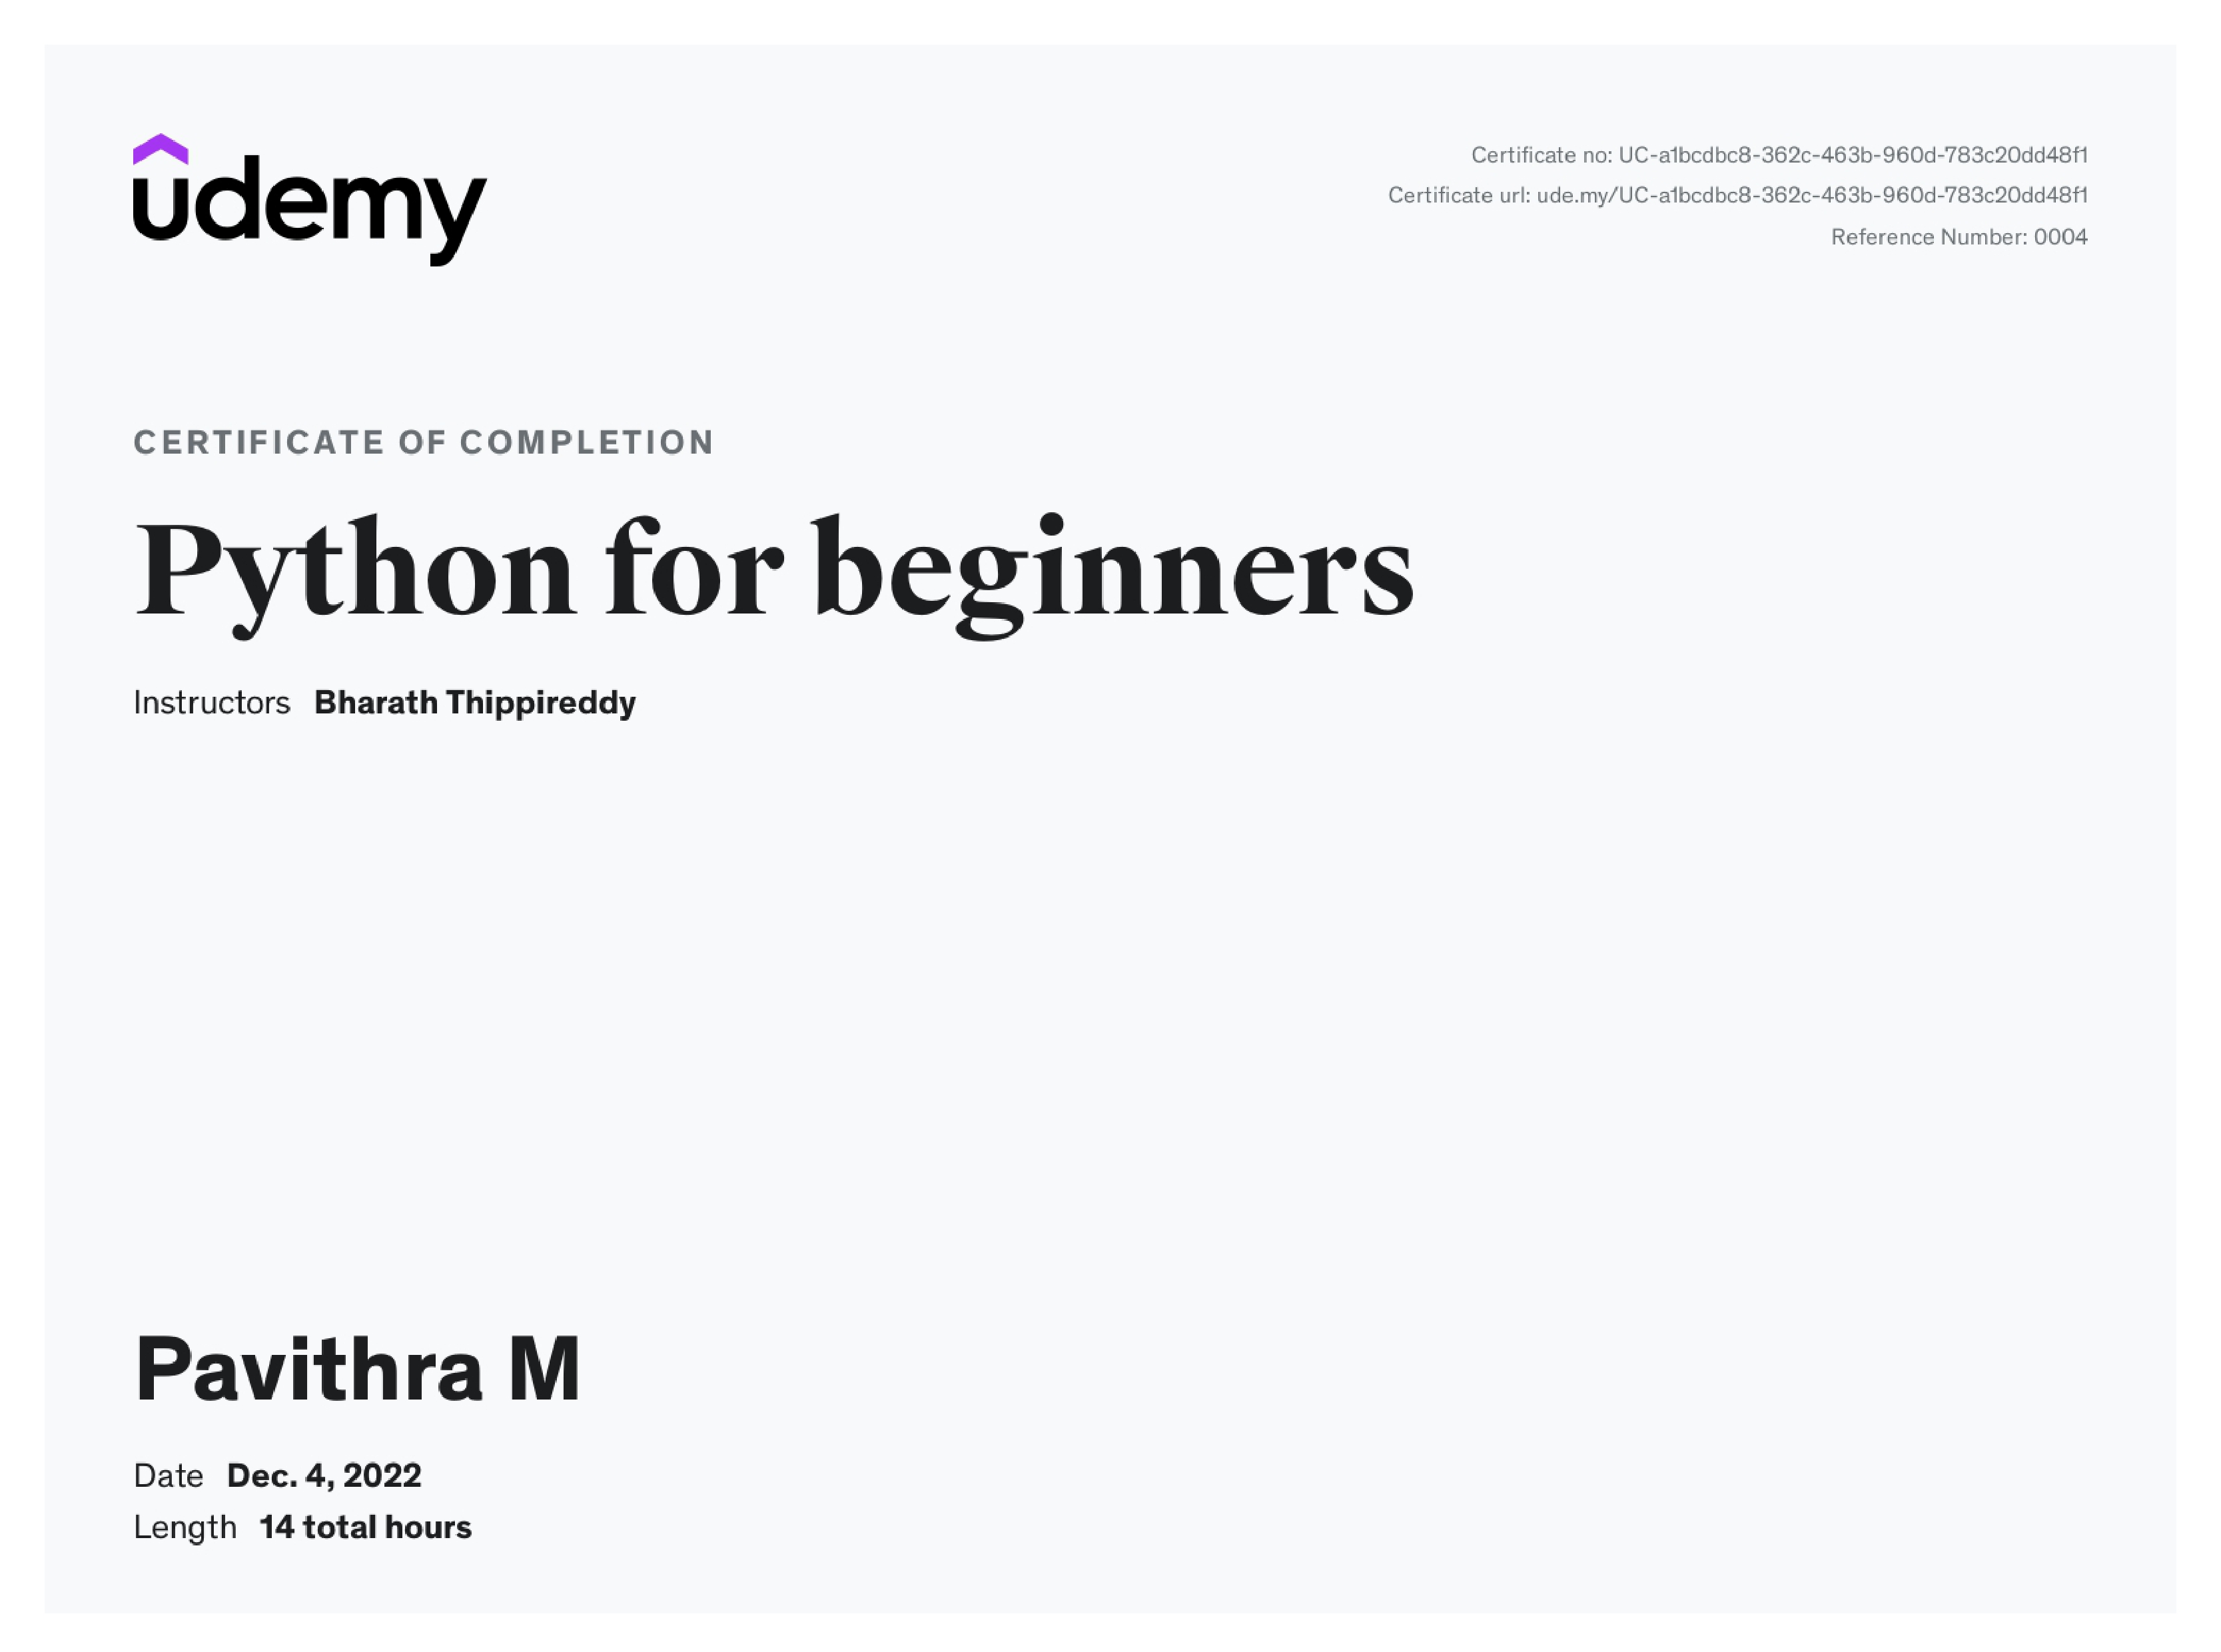 udemy
Certificate no: UC-a1bcdbc8-362c-463b-960d-783c20dd48f1
Certificate url: ude.my/UC-a1bcdbc8-362c-463b-960d-783c20dd48f1
Reference Number: 0004
CERTIFICATE OF COMPLETION
Python for beginners
Instructors Bharath Thippireddy
Pavithra M
Date Dec. 4, 2022
Length 14 total hours